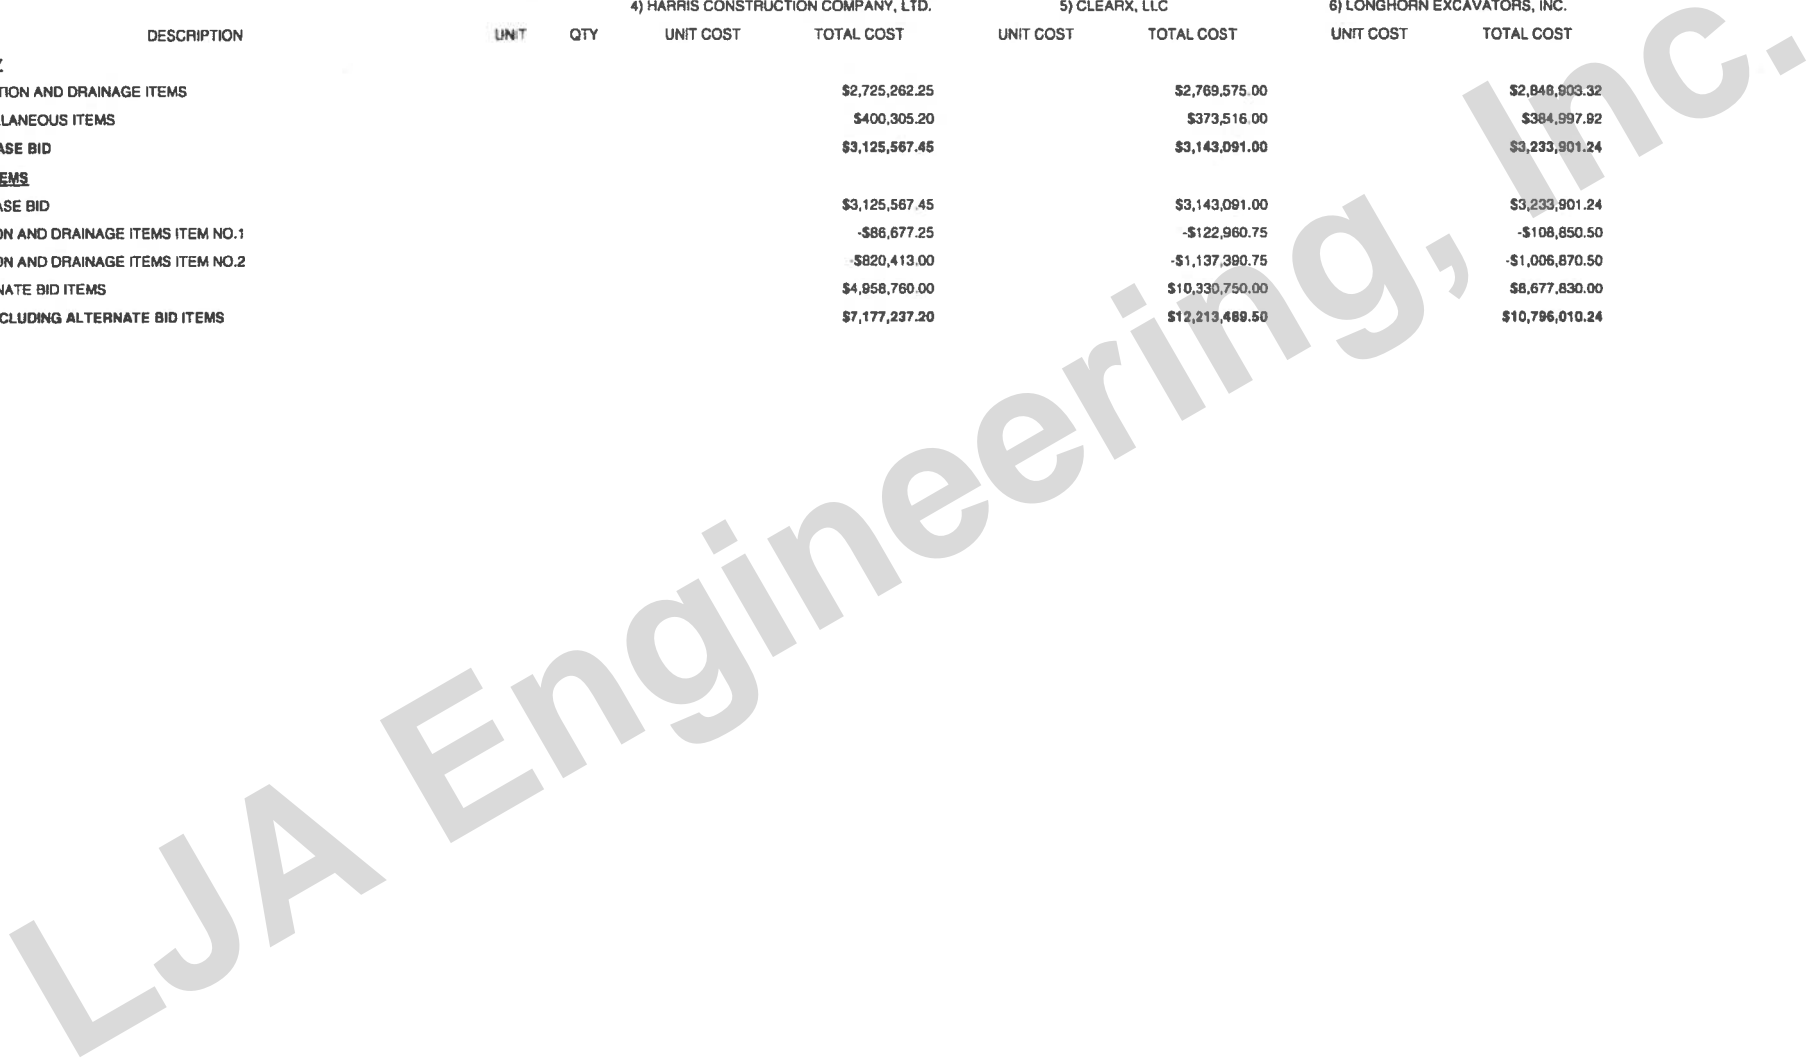 4) HARRIS CONSTRUCTION COMPANY, LTD. 5) CLEARX, LLC 6) LONGHORN EXCAVATORS, INC.
DESCRIPTION UNIT QTY UNIT COST TOTAL COST UNIT COST TOTAL COST UNIT COST TOTAL COST
TION AND DRAINAGE ITEMS $2,725,262.25 $2,769,575.00 $2,848,903.32
LANEOUS ITEMS $400,305.20 $373,516.00 $384,997.92
ASE BID $3,125,567.45 $3,143,091.00 $3,233,901.24
EMS
ASE BID $3,125,567.45 $3,143,091.00 $3,233,901.24
ON AND DRAINAGE ITEMS ITEM NO.1 -$86,677.25 -$122,960.75 -$108,850.50
ON AND DRAINAGE ITEMS ITEM NO.2 -$820,413.00 -$1,137,390.75 -$1,006,870.50
NATE BID ITEMS $4,958,760.00 $10,330,750.00 $8,677,830.00
CLUDING ALTERNATE BID ITEMS $7,177,237.20 $12,213,489.50 $10,796,010.24
LJA Engineering, Inc.